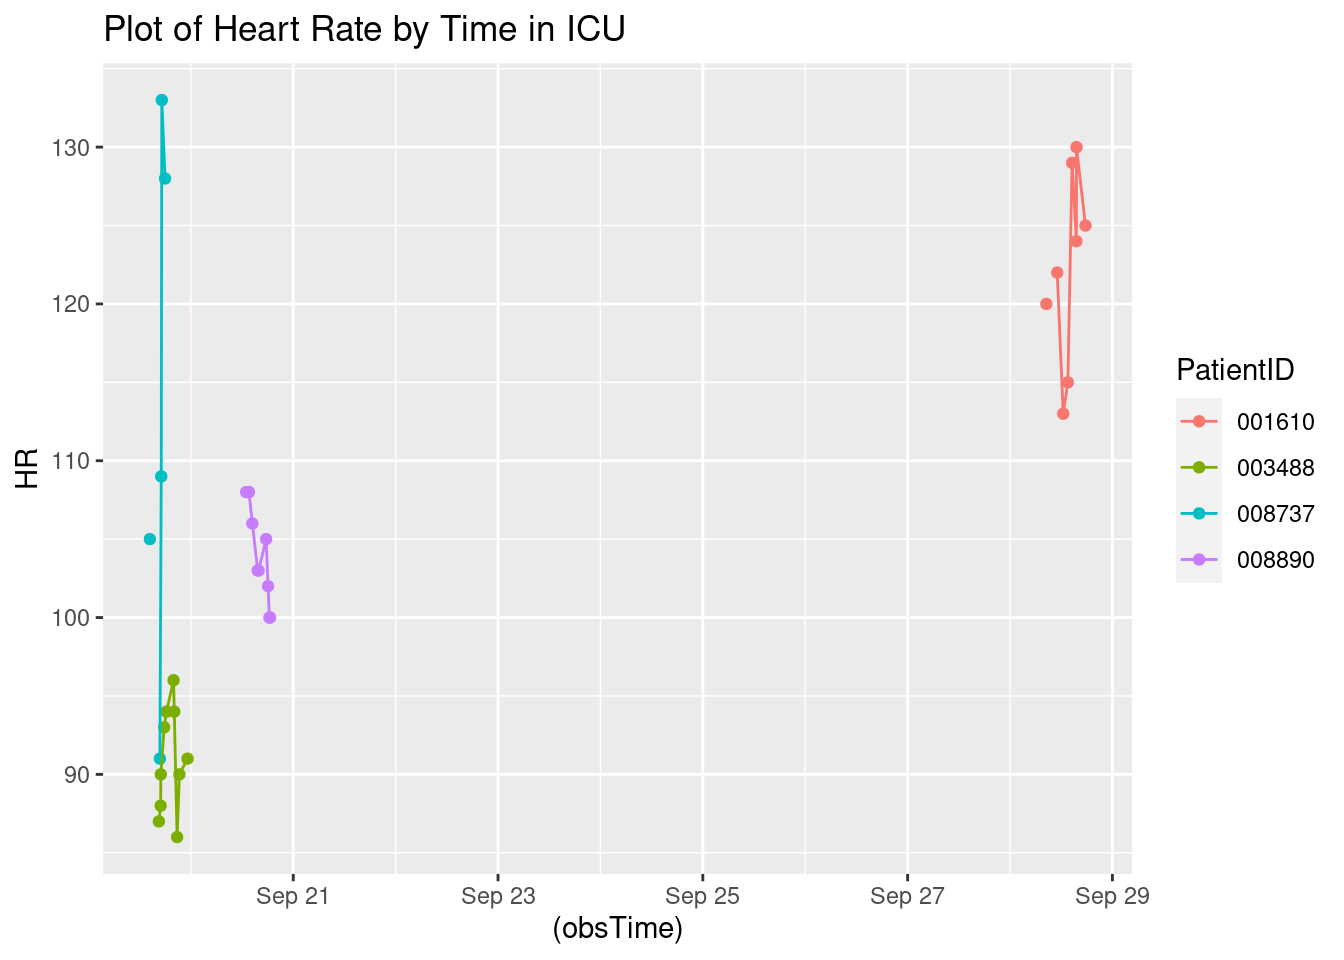 Plot of Heart Rate by Time in ICU
130
120
110
100
90
HR
Sep 21
Sep 23
Sep 25
Sep 27
Sep 29
(obsTime)
PatientID
001610
003488
008737
008890